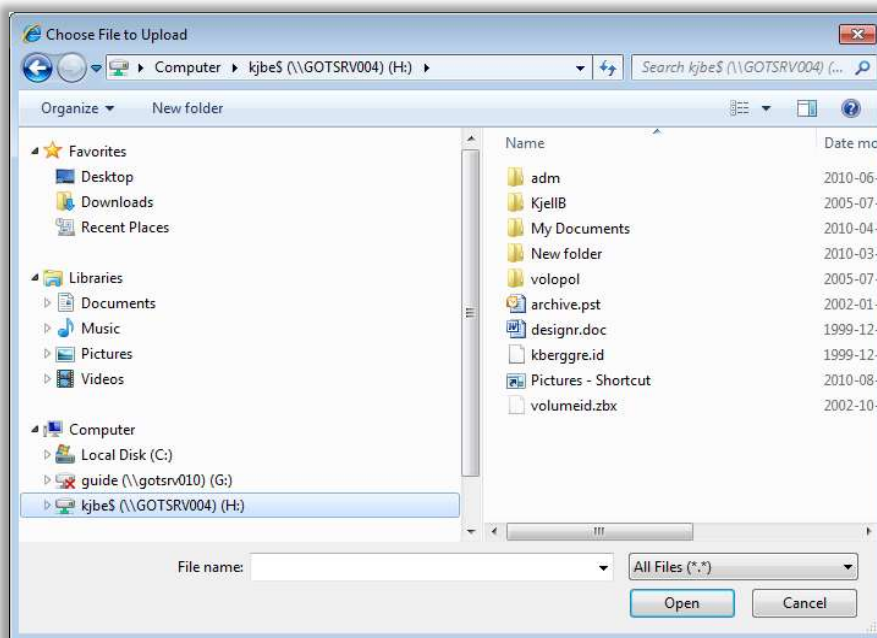 Choose File to Upload
Computer kjbe$ (\\GOTSRV004) (H:) Search kjbe$ (\\GOTSRV004) (...
Organize New folder
Favorites
Desktop
Downloads
Recent Places
Libraries
Documents
Music
Pictures
Videos
Computer
Local Disk (C:)
guide (\\gotsrv010) (G:)
kjbe$ (\\GOTSRV004) (H:)
Name Date mo
adm 2010-06-
KjellB 2005-07-
My Documents 2010-04-
New folder 2010-03-
volopol 2005-07-
archive.pst 2002-01-
designr.doc 1999-12-
kberggre.id 1999-12-
Pictures - Shortcut 2010-08-
volumeid.zbx 2002-10-
File name: All Files (*.*)
Open Cancel